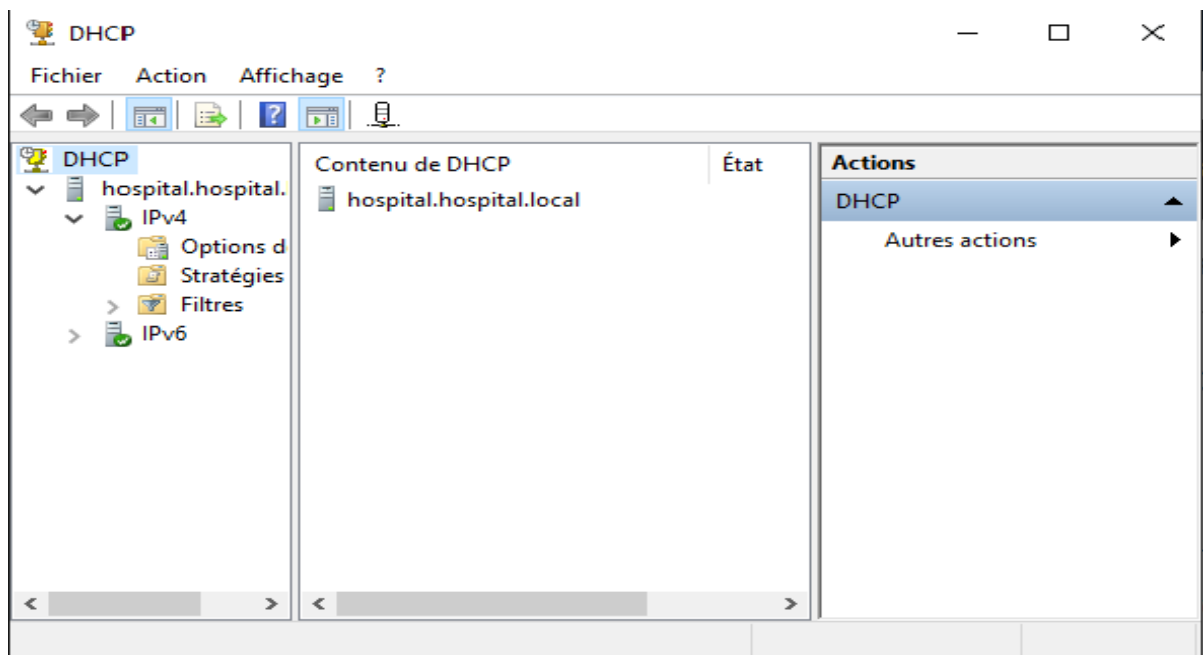 DHCP
Fichier Action Affichage ?
DHCP
hospital.hospital.
IPv4
Options d
Stratégies
Filtres
IPv6
Contenu de DHCP État
hospital.hospital.local
Actions
DHCP
Autres actions